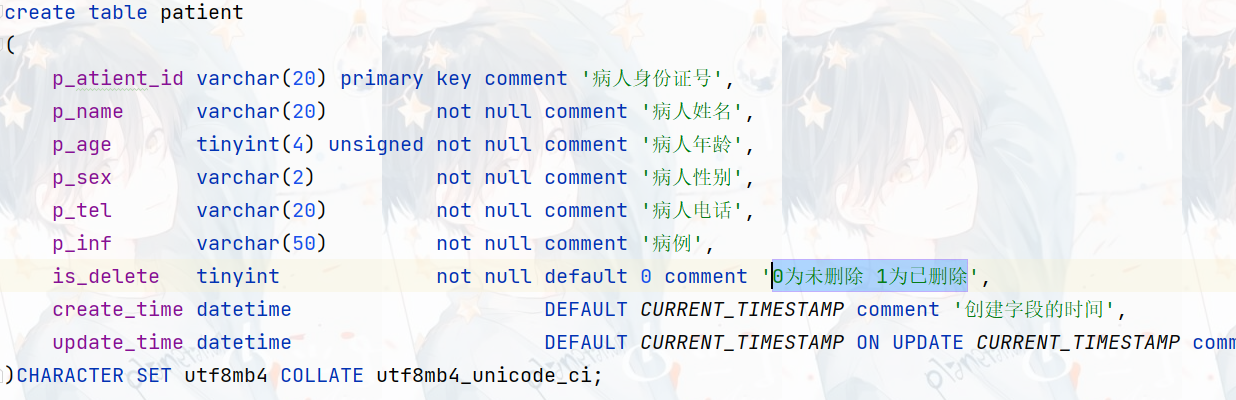 create table patient
(
p_atient_id varchar(20) primary key comment '病人身份证号',
p_name varchar(20) not null comment '病人姓名',
p_age tinyint(4) unsigned not null comment '病人年龄',
p_sex varchar(2) not null comment '病人性别',
p_tel varchar(20) not null comment '病人电话',
p_inf varchar(50) not null comment '病例',
is_delete tinyint not null default 0 comment '0为未删除 1为已删除',
create_time datetime DEFAULT CURRENT_TIMESTAMP comment '创建字段的时间',
update_time datetime DEFAULT CURRENT_TIMESTAMP ON UPDATE CURRENT_TIMESTAMP comm
)CHARACTER SET utf8mb4 COLLATE utf8mb4_unicode_ci;